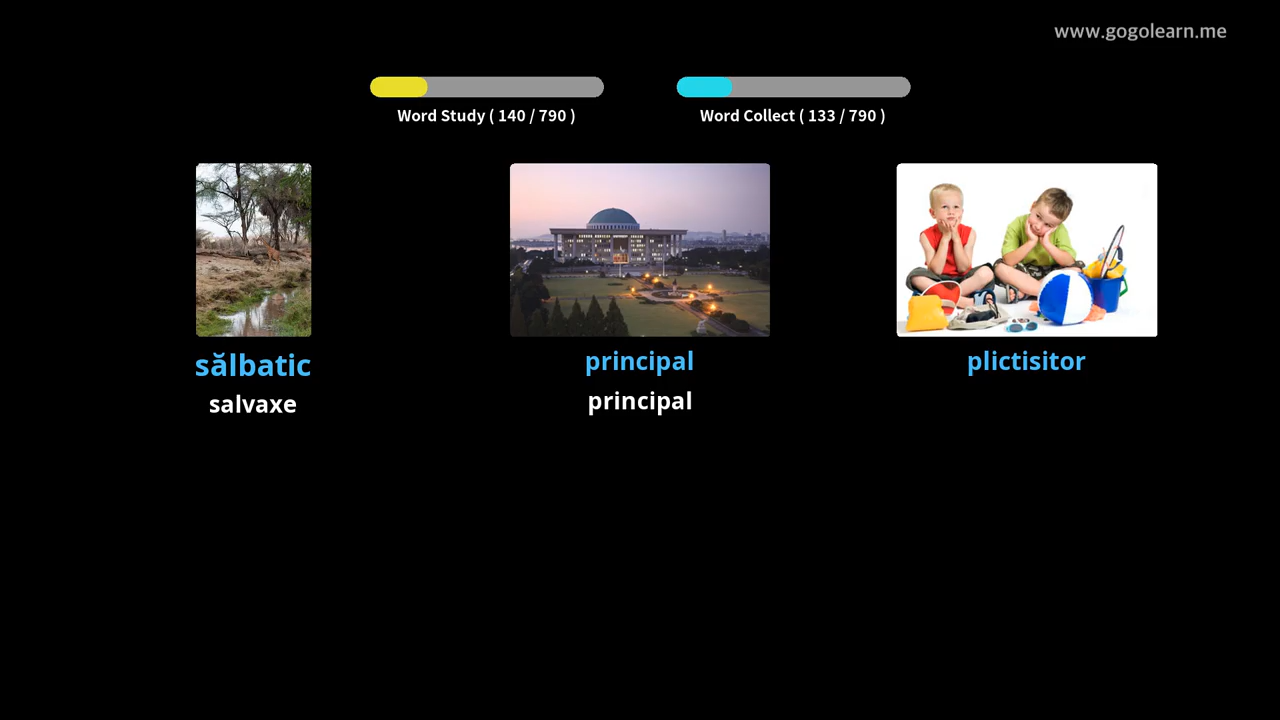 www.gogolearn.me
Word Study ( 140 / 790 )
Word Collect ( 133 / 790 )
sălbatic
principal
plictisitor
salvaxe
principal